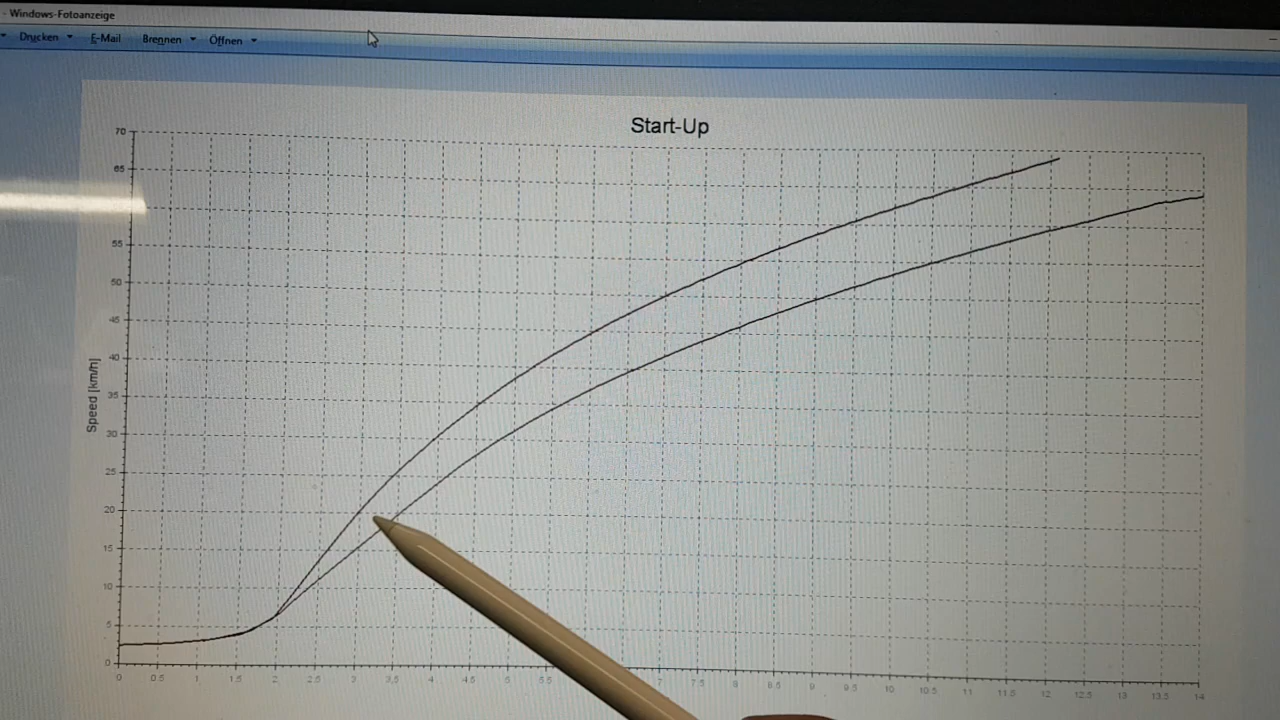 - Windows-Fotoanzeige
Drucken E-Mail Brennen Öffnen
Start-Up
70
65
55
50
45
40
35
30
25
20
15
10
5
0
Speed [km/h]
0 0.5 1 1.5 2 2.5 3 3.5 4 4.5 5 5.5 7 7.5 8 8.5 9 9.5 10 10.5 11 11.5 12 12.5 13 13.5 14